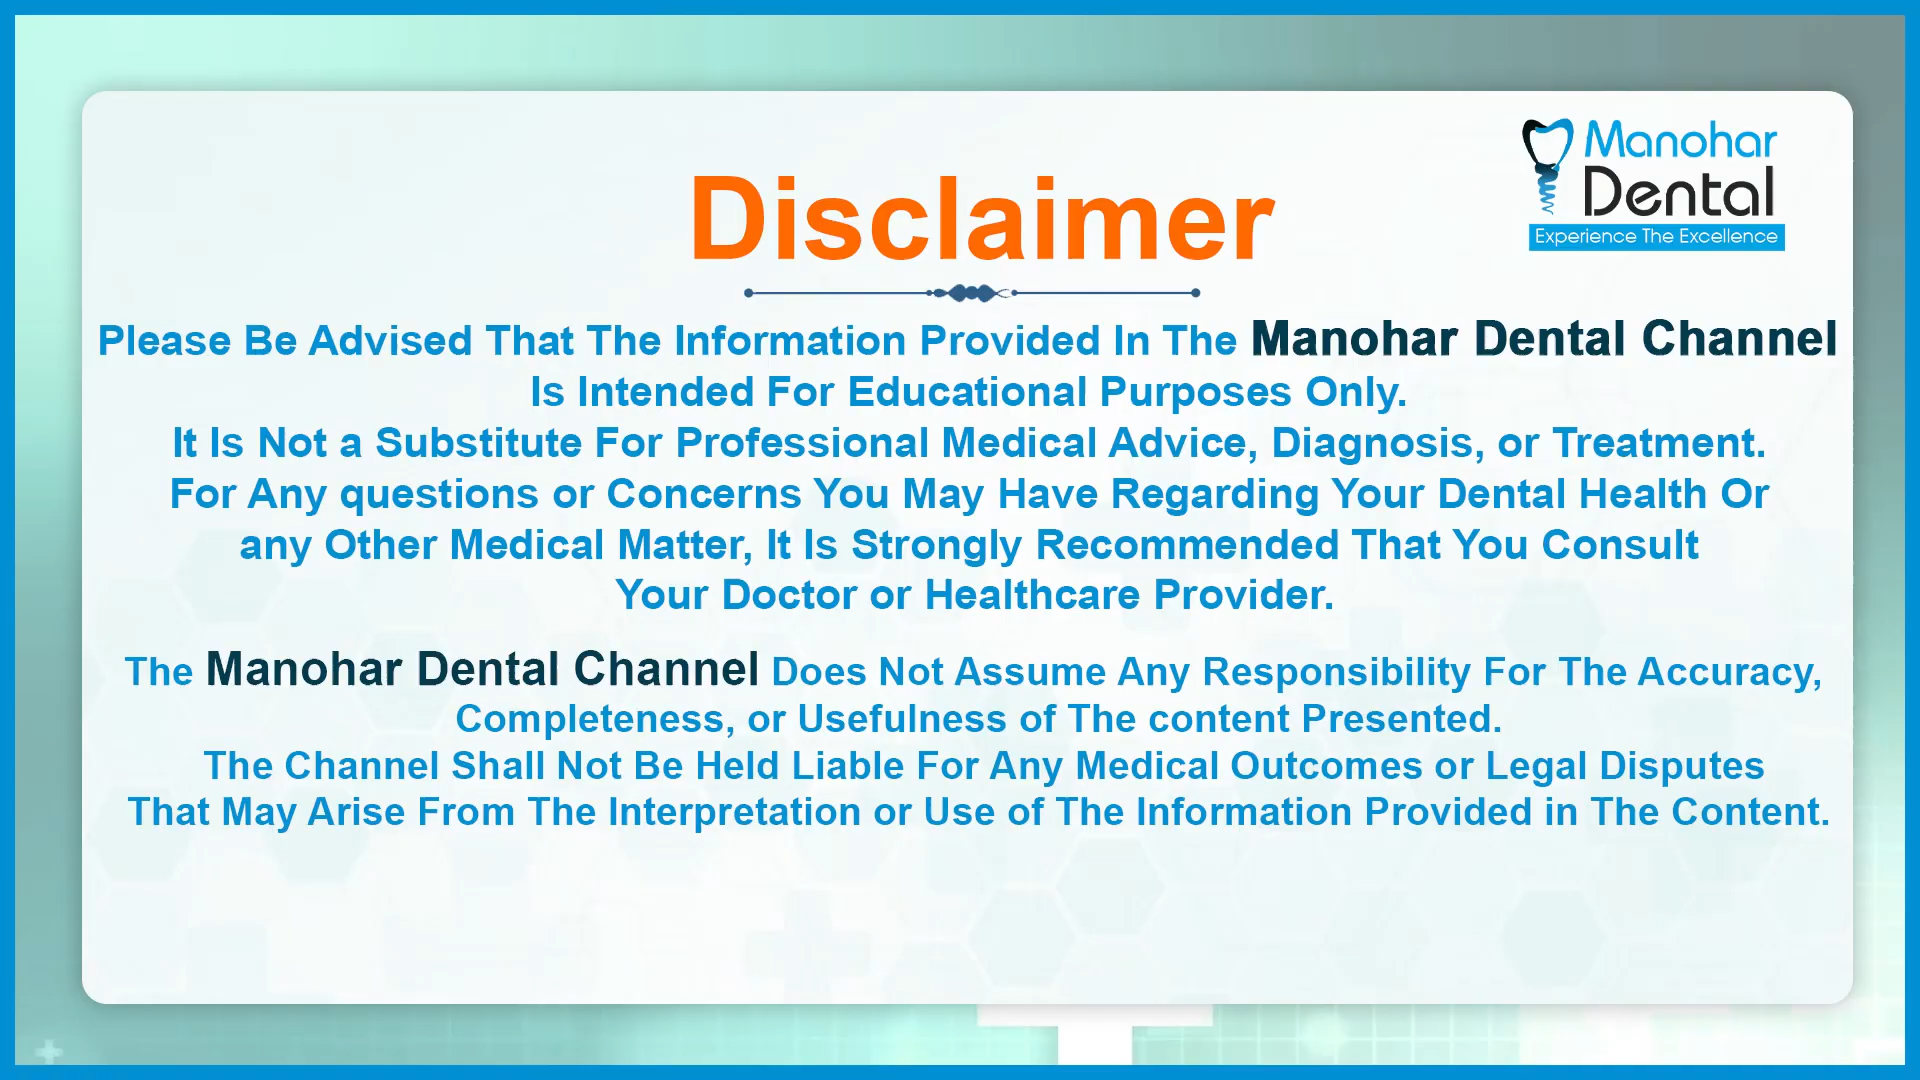 Manohar
Dental
Experience The Excellence
Disclaimer
Please Be Advised That The Information Provided In The Manohar Dental Channel
Is Intended For Educational Purposes Only.
It Is Not a Substitute For Professional Medical Advice, Diagnosis, or Treatment.
For Any questions or Concerns You May Have Regarding Your Dental Health Or
any Other Medical Matter, It Is Strongly Recommended That You Consult
Your Doctor or Healthcare Provider.
The Manohar Dental Channel Does Not Assume Any Responsibility For The Accuracy,
Completeness, or Usefulness of The content Presented.
The Channel Shall Not Be Held Liable For Any Medical Outcomes or Legal Disputes
That May Arise From The Interpretation or Use of The Information Provided in The Content.